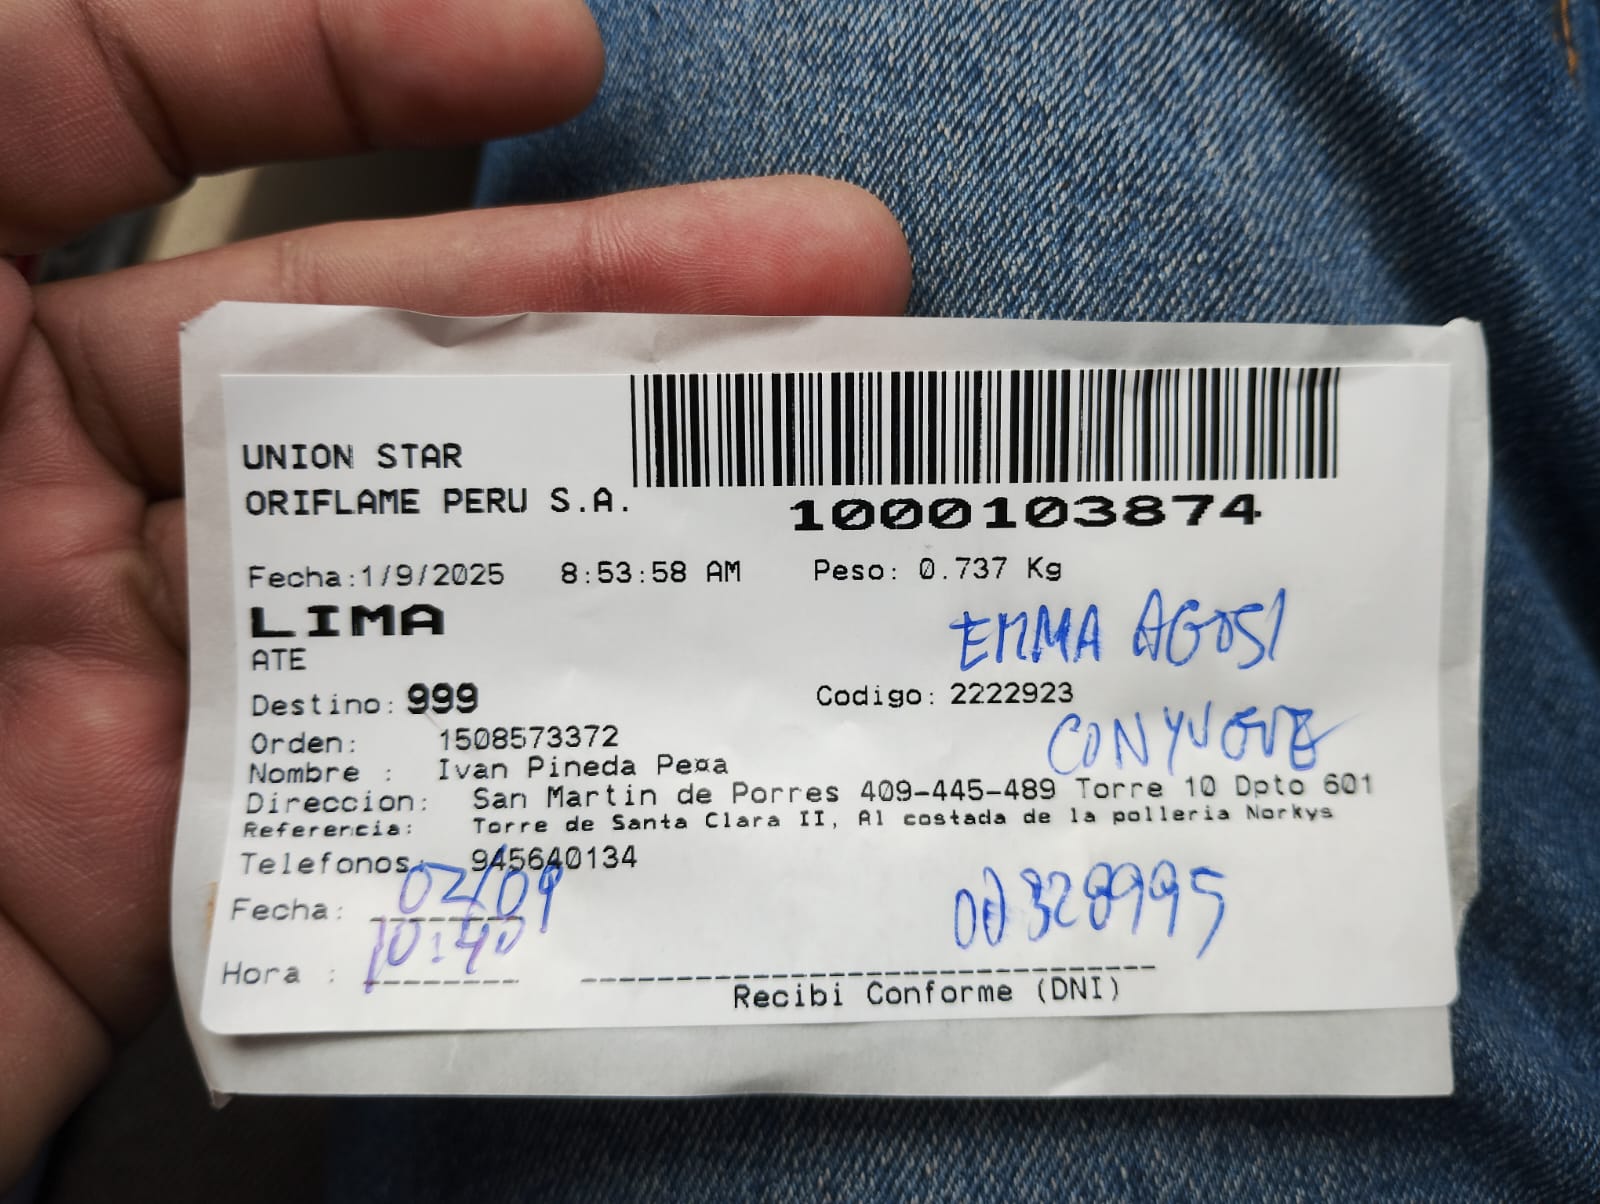 UNION STAR
ORIFLAME PERU S.A.
1000103874
Fecha:1/9/2025 8:53:58 AM Peso: 0.737 Kg
LIMA
EMMA AGOSI
ATE
Destino: 999 Codigo: 2222923
CONYUGUE
Orden: 1508573372
Nombre : Ivan Pineda Pe¤a
Direccion: San Martin de Porres 409-445-489 Torre 10 Dpto 601
Referencia: Torre de Santa Clara II, Al costada de la polleria Norkys
Telefonos: 945640134
Fecha: 02/09
Hora : 10:40
Recibi Conforme (DNI)